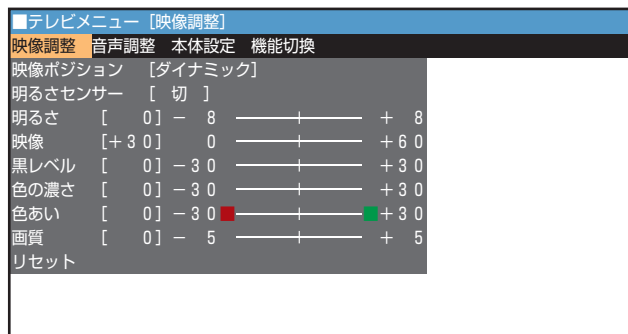 ■テレビメニュー [映像調整]
映像調整 音声調整 本体設定 機能切換
映像ポジション [ダイナミック]
明るさセンサー [ 切 ]
明るさ [ 0] － 8 ＋ 8
映像 [＋30] 0 ＋60
黒レベル [ 0] －30 ＋30
色の濃さ [ 0] －30 ＋30
色あい [ 0] －30 ＋30
画質 [ 0] － 5 ＋ 5
リセット